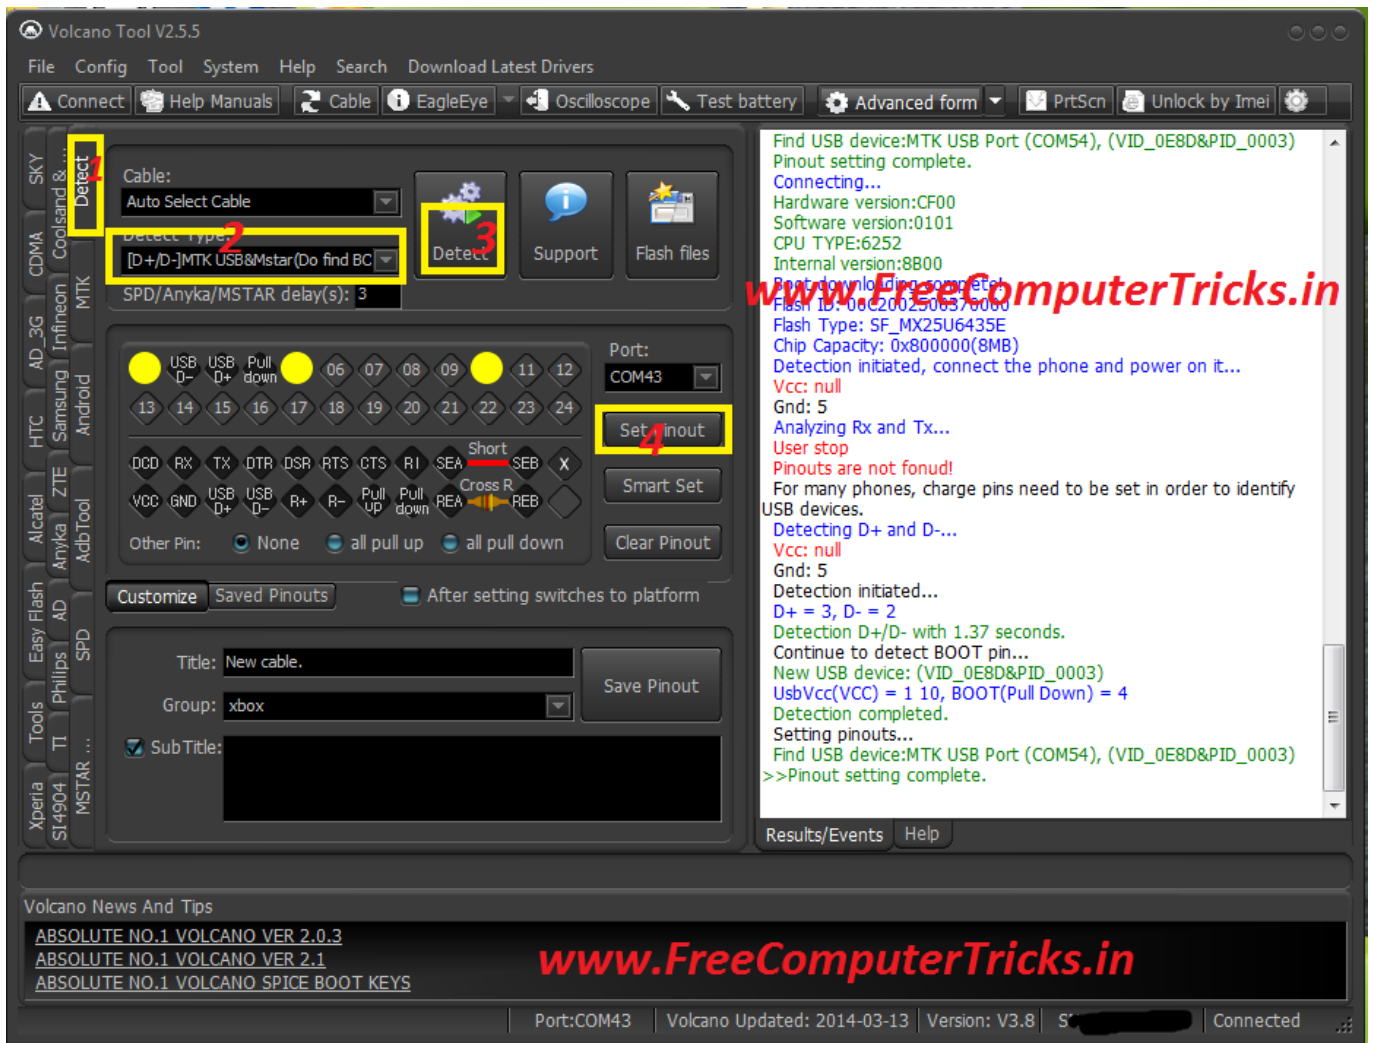 Volcano Tool V2.5.5
File Config Tool System Help Search Download Latest Drivers
Connect Help Manuals Cable EagleEye Oscilloscope Test battery Advanced form PrtScn Unlock by Imei
SKY
CDMA
AD_3G
HTC
Alcatel
Easy Flash
Tools
Xperia
Coolsand & ...
Infineon
Samsung
ZTE
Anyka
AD
Philips
TI
SI4904
Detect
MTK
Android
AdbTool
SPD
MSTAR ...
1
Cable:
Auto Select Cable
Detect Type:
2
[D+/D-]MTK USB&Mstar(Do find BC
SPD/Anyka/MSTAR delay(s): 3
Detect
3
Support
Flash files
USB D- USB D+ Pull down 06 07 08 09 11 12
13 14 15 16 17 18 19 20 21 22 23 24
DCD RX TX DTR DSR RTS CTS RI SEA Short SEB X
VCC GND USB D+ USB D- R+ R- Pull UP Pull down REA Cross R REB
Other Pin: None all pull up all pull down
Port:
COM43
Set Pinout
4
Smart Set
Clear Pinout
Customize Saved Pinouts After setting switches to platform
Title: New cable.
Group: xbox
SubTitle:
Save Pinout
Find USB device:MTK USB Port (COM54), (VID_0E8D&PID_0003)
Pinout setting complete.
Connecting...
Hardware version:CF00
Software version:0101
CPU TYPE:6252
Internal version:8B00
Boot downloading complete!
www.FreeComputerTricks.in
Flash ID:
Flash Type: SF_MX25U6435E
Chip Capacity: 0x800000(8MB)
Detection initiated, connect the phone and power on it...
Vcc: null
Gnd: 5
Analyzing Rx and Tx...
User stop
Pinouts are not fonud!
For many phones, charge pins need to be set in order to identify
USB devices.
Detecting D+ and D-...
Vcc: null
Gnd: 5
Detection initiated...
D+ = 3, D- = 2
Detection D+/D- with 1.37 seconds.
Continue to detect BOOT pin...
New USB device: (VID_0E8D&PID_0003)
UsbVcc(VCC) = 1 10, BOOT(Pull Down) = 4
Detection completed.
Setting pinouts...
Find USB device:MTK USB Port (COM54), (VID_0E8D&PID_0003)
>>Pinout setting complete.
Results/Events Help
Volcano News And Tips
ABSOLUTE NO.1 VOLCANO VER 2.0.3
ABSOLUTE NO.1 VOLCANO VER 2.1
ABSOLUTE NO.1 VOLCANO SPICE BOOT KEYS
www.FreeComputerTricks.in
Port:COM43 Volcano Updated: 2014-03-13 Version: V3.8 Connected